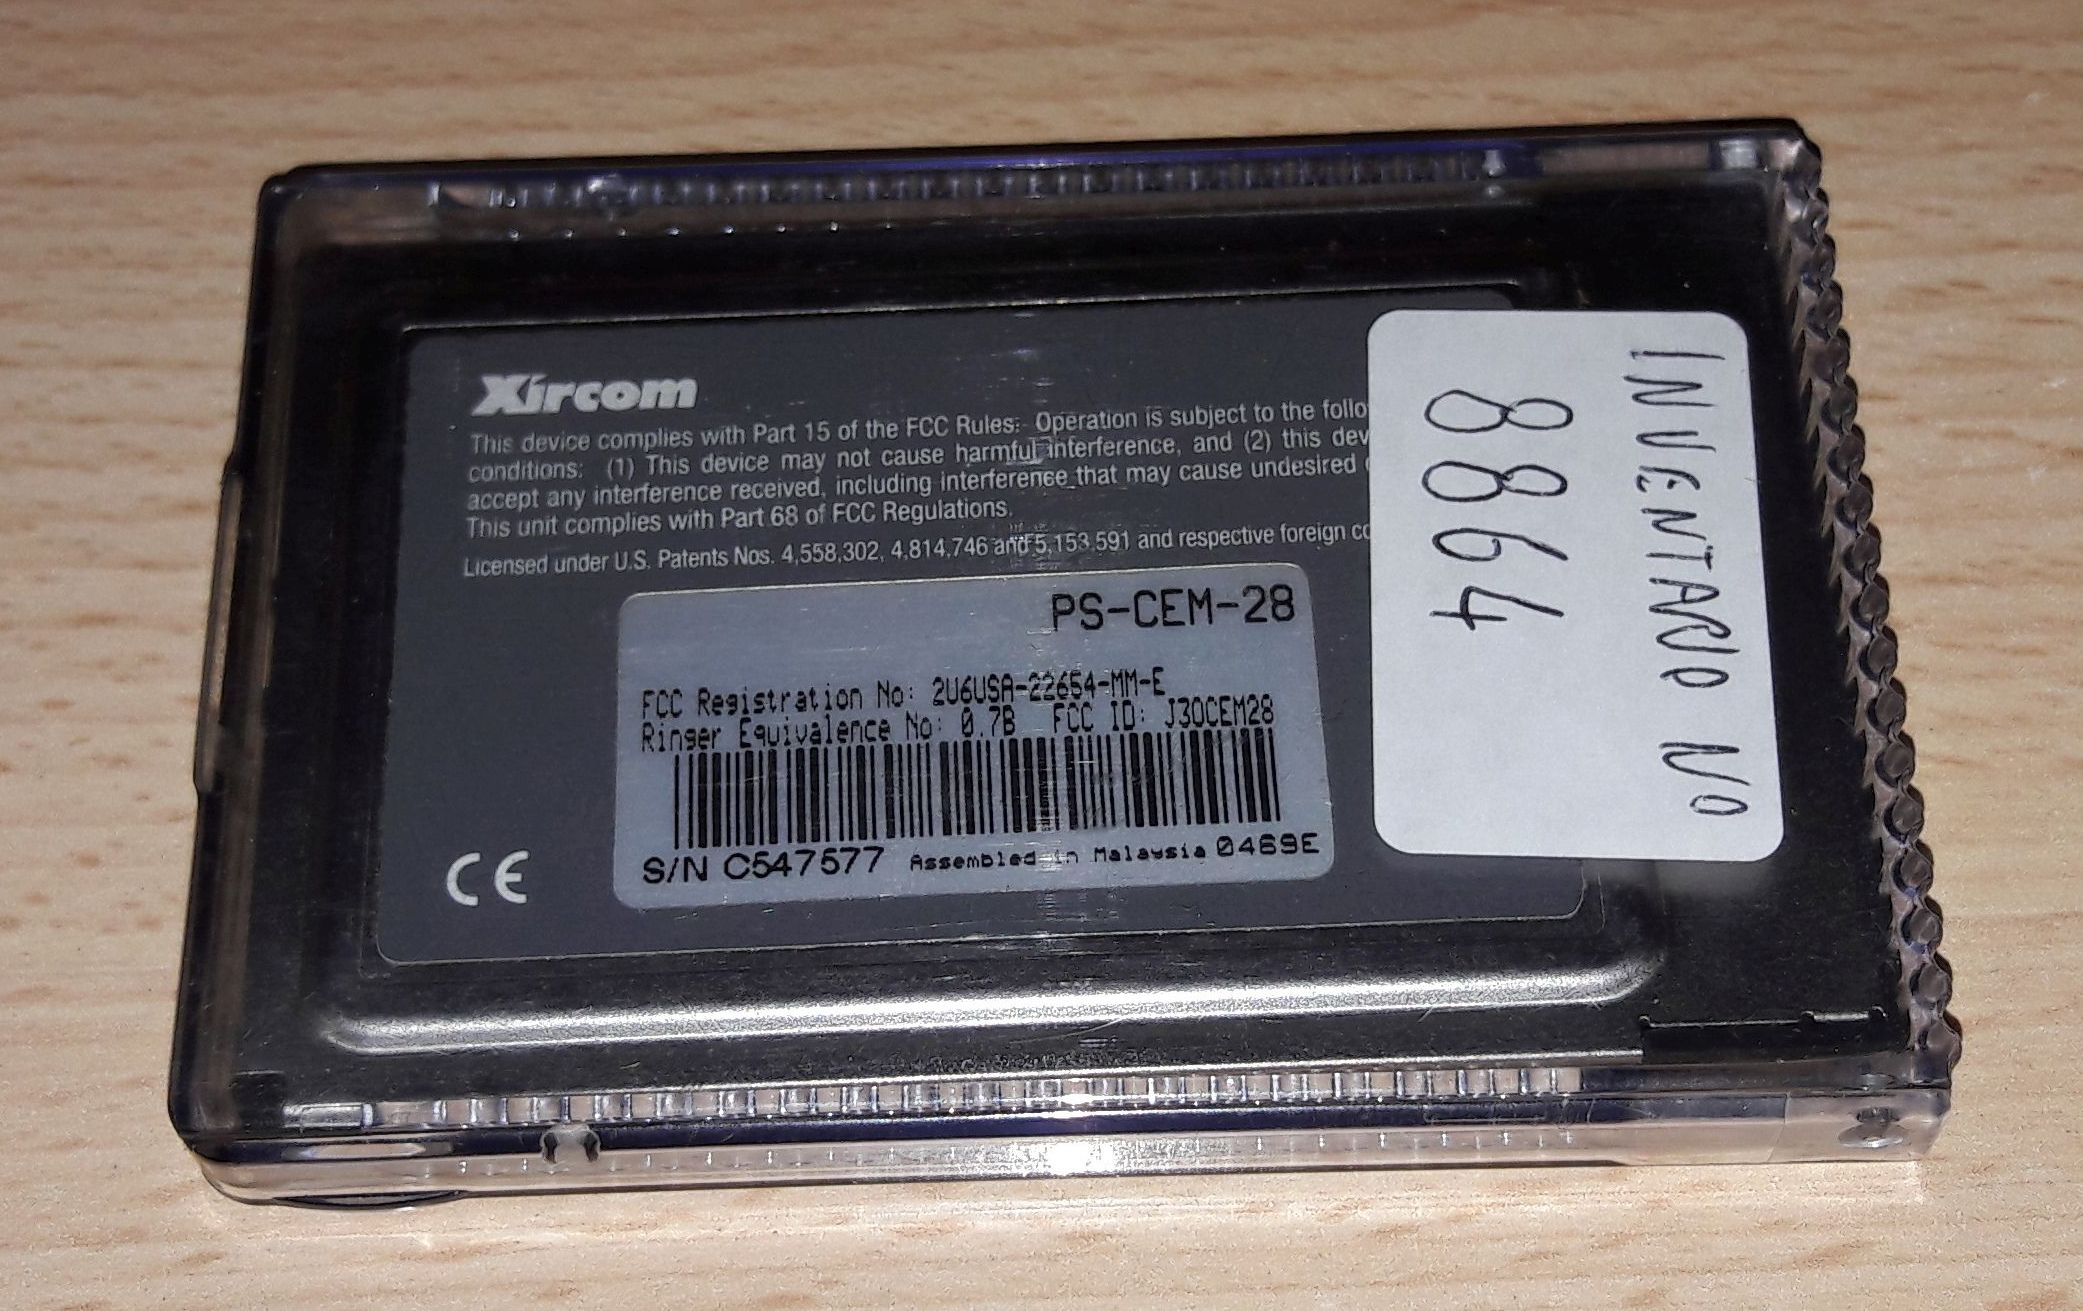 Xircom
This device complies with Part 15 of the FCC Rules. Operation is subject to the follo
conditions: (1) This device may not cause harmful interference, and (2) this dev
accept any interference received, including interference that may cause undesired
This unit complies with Part 68 of FCC Regulations.
Licensed under U.S. Patents Nos. 4,558,302, 4,814,746 and 5,153,591 and respective foreign co
PS-CEM-28
FCC Registration No: 2U6USA-22654-MM-E
Ringer Equivalence No: 0.7B FCC ID: J30CEM28
S/N C547577 Assembled in Malaysia 0469E
CE
INVENTARIO NO
8864